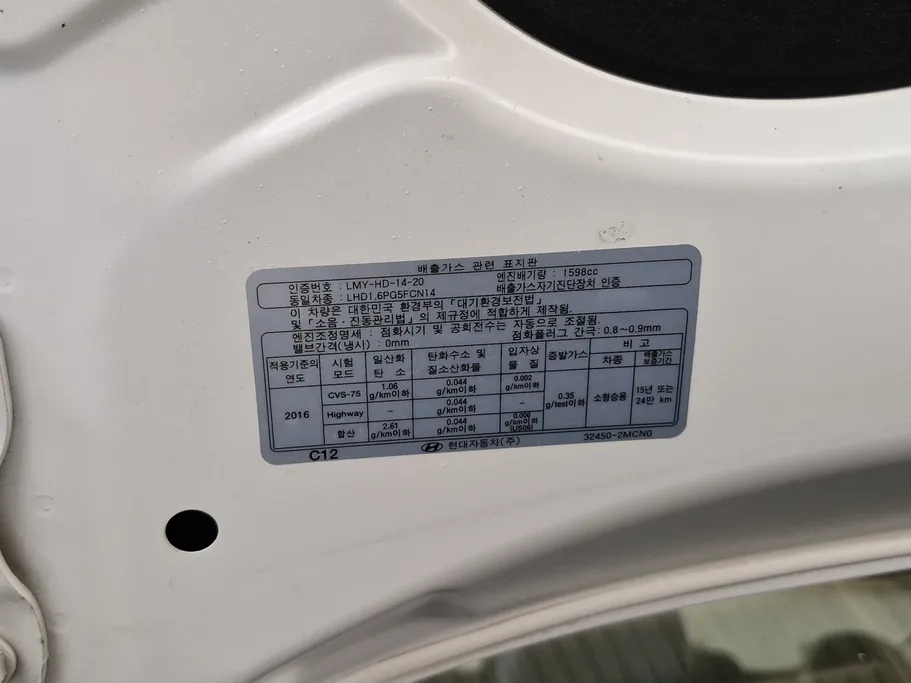 배출가스 관련 표지판
인증번호 : LMY-HD-14-20 엔진배기량 : 1598cc
동일차종 : LHD1.6PG5FCN14 배출가스자기진단장치 인증
이 차량은 대한민국 환경부의 「대기환경보전법」
및 「소음·진동관리법」의 제규정에 적합하게 제작됨.
엔진조정명세 : 점화시기 및 공회전수는 자동으로 조절됨.
밸브간격(냉시) : 0mm 점화플러그 간극: 0.8~0.9mm
적용기준의 연도 시험 모드 일산화 탄소 탄화수소 및 질소산화물 입자상 물질 증발가스 비고
차종 배출가스 보증기간
2016 CVS-75 1.06 g/km이하 0.044 g/km이하 0.002 g/km이하 0.35 g/test이하 소형승용 15년 또는 24만 km
Highway - 0.044 g/km이하 -
합산 2.61 g/km이하 0.044 g/km이하 0.006 g/km이하 (US06)
C12 현대자동차(주) 32450-2MCN0